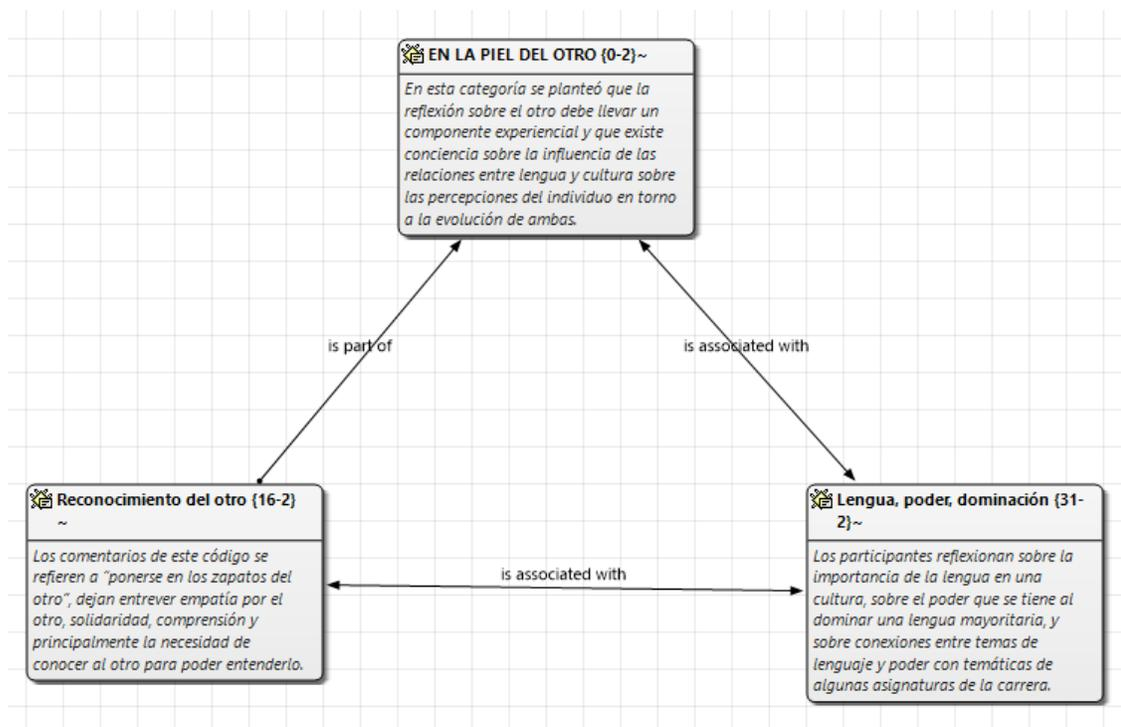 EN LA PIEL DEL OTRO {0-2}~
En esta categoría se planteó que la
reflexión sobre el otro debe llevar un
componente experiencial y que existe
conciencia sobre la influencia de las
relaciones entre lengua y cultura sobre
las percepciones del individuo en torno
a la evolución de ambas.
is part of
is associated with
Reconocimiento del otro {16-2}
~
Los comentarios de este código se
refieren a “ponerse en los zapatos del
otro”, dejan entrever empatía por el
otro, solidaridad, comprensión y
principalmente la necesidad de
conocer al otro para poder entenderlo.
is associated with
Lengua, poder, dominación {31-
2}~
Los participantes reflexionan sobre la
importancia de la lengua en una
cultura, sobre el poder que se tiene al
dominar una lengua mayoritaria, y
sobre conexiones entre temas de
lenguaje y poder con temáticas de
algunas asignaturas de la carrera.